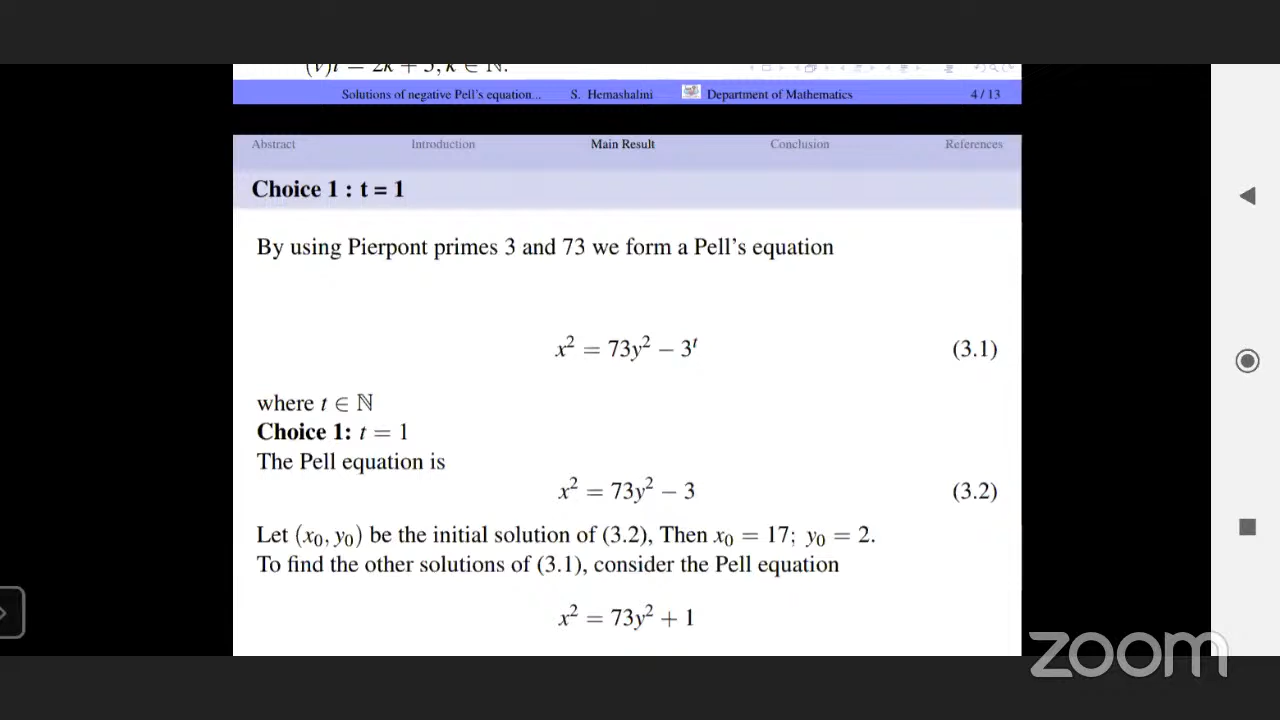 Solutions of negative Pell's equation... S. Hemashalini Department of Mathematics 4 / 13
Abstract Introduction Main Result Conclusion References
Choice 1 : t = 1
By using Pierpont primes 3 and 73 we form a Pell's equation
x² = 73y² − 3ᵗ (3.1)
where t ∈ ℕ
Choice 1: t = 1
The Pell equation is
x² = 73y² − 3 (3.2)
Let (x₀, y₀) be the initial solution of (3.2), Then x₀ = 17; y₀ = 2.
To find the other solutions of (3.1), consider the Pell equation
x² = 73y² + 1
zoom